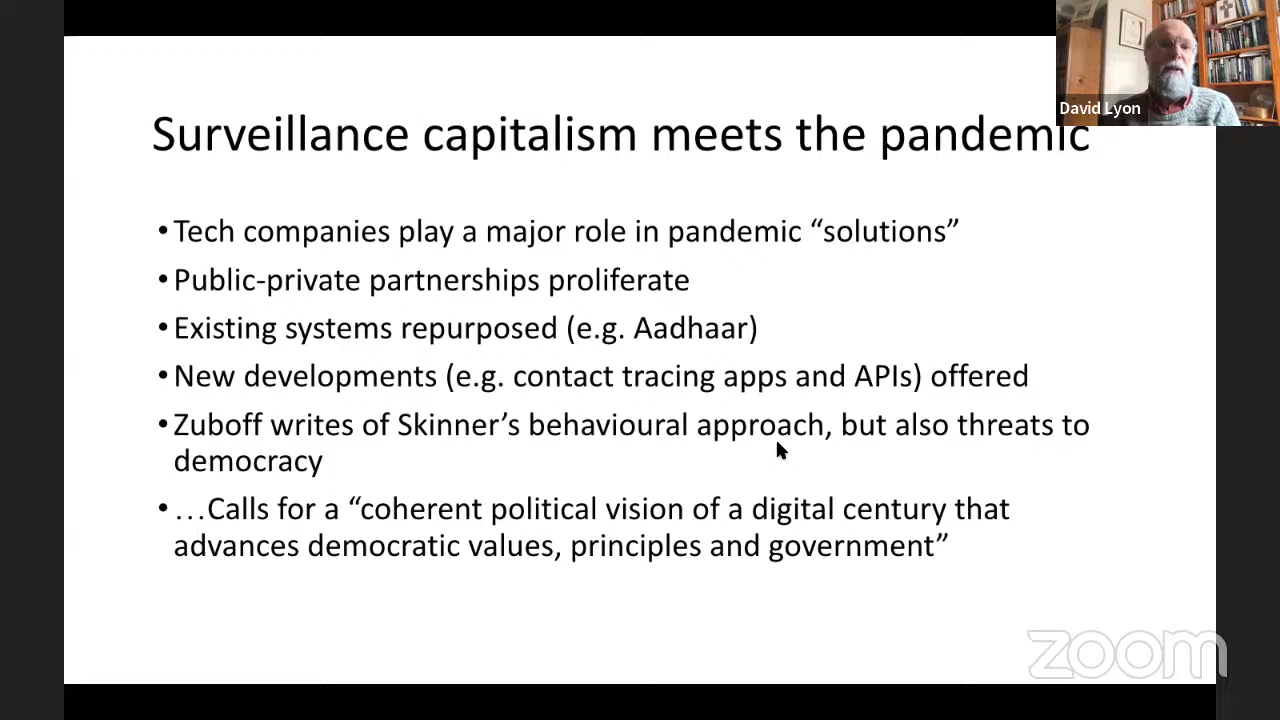 David Lyon
Surveillance capitalism meets the pandemic
•Tech companies play a major role in pandemic “solutions”
•Public-private partnerships proliferate
•Existing systems repurposed (e.g. Aadhaar)
•New developments (e.g. contact tracing apps and APIs) offered
•Zuboff writes of Skinner’s behavioural approach, but also threats to
democracy
•…Calls for a “coherent political vision of a digital century that
advances democratic values, principles and government”
zoom